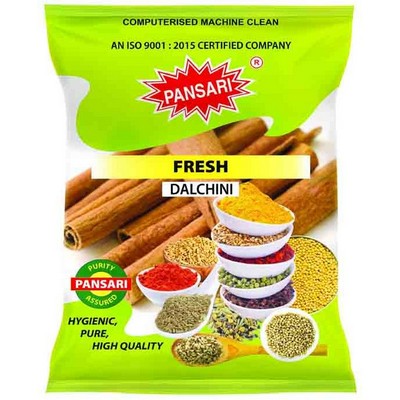 COMPUTERISED MACHINE CLEAN
AN ISO 9001 : 2015 CERTIFIED COMPANY
PANSARI ®
FRESH
DALCHINI
PURITY
PANSARI
ASSURED
HYGIENIC,
PURE,
HIGH QUALITY